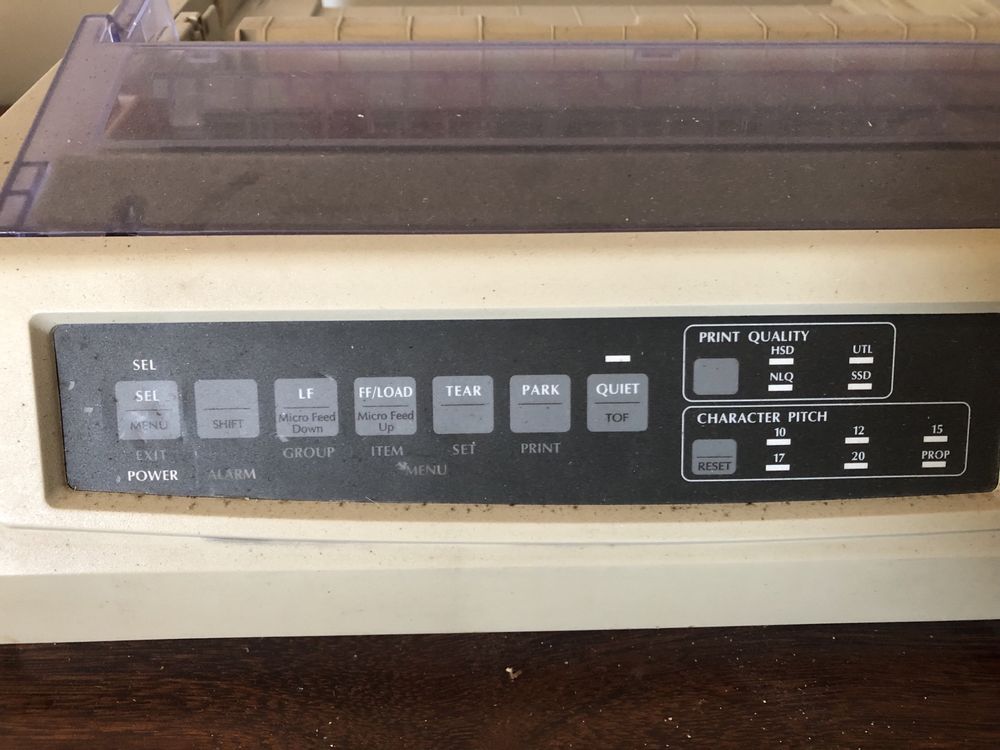 SEL
SEL
MENU
EXIT
POWER
SHIFT
ALARM
LF
Micro Feed
Down
GROUP
FF/LOAD
Micro Feed
Up
ITEM
MENU
TEAR
SET
PARK
PRINT
QUIET
TOF
PRINT QUALITY
HSD UTL
NLQ SSD
CHARACTER PITCH
10 12 15
RESET 17 20 PROP